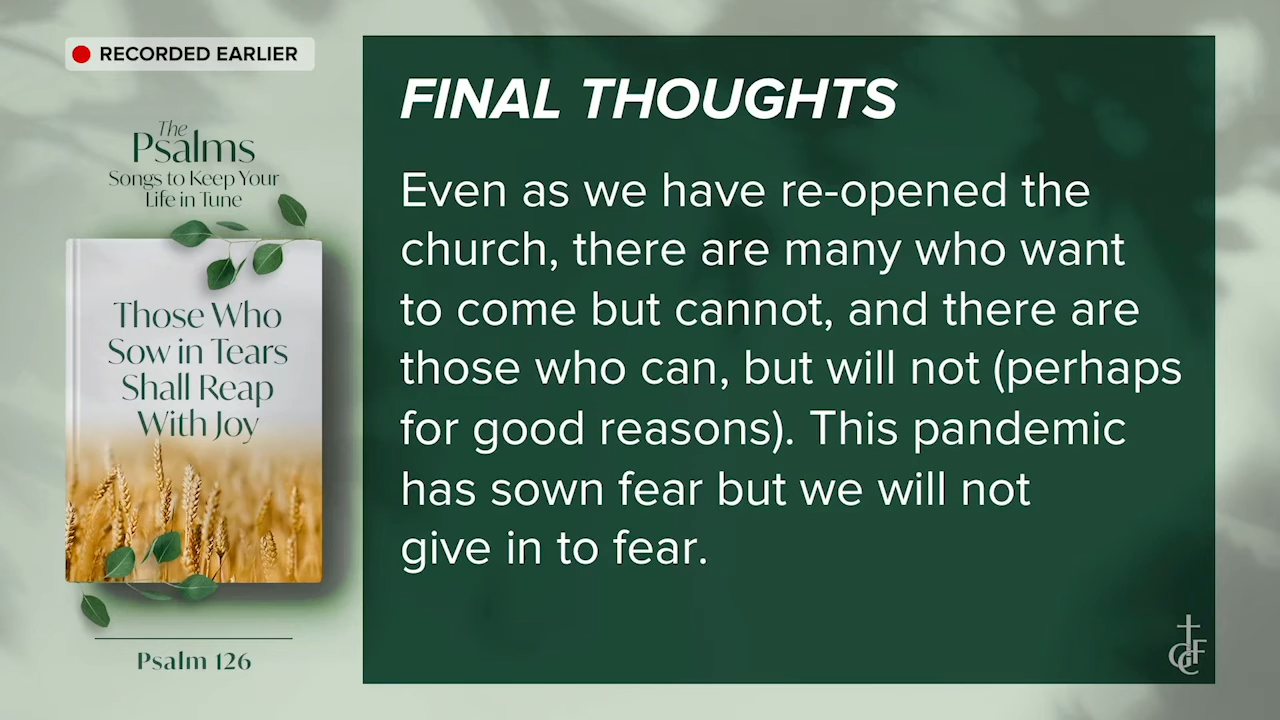 RECORDED EARLIER
The
Psalms
Songs to Keep Your
Life in Tune
Those Who
Sow in Tears
Shall Reap
With Joy
Psalm 126
FINAL THOUGHTS
Even as we have re-opened the
church, there are many who want
to come but cannot, and there are
those who can, but will not (perhaps
for good reasons). This pandemic
has sown fear but we will not
give in to fear.
GCF